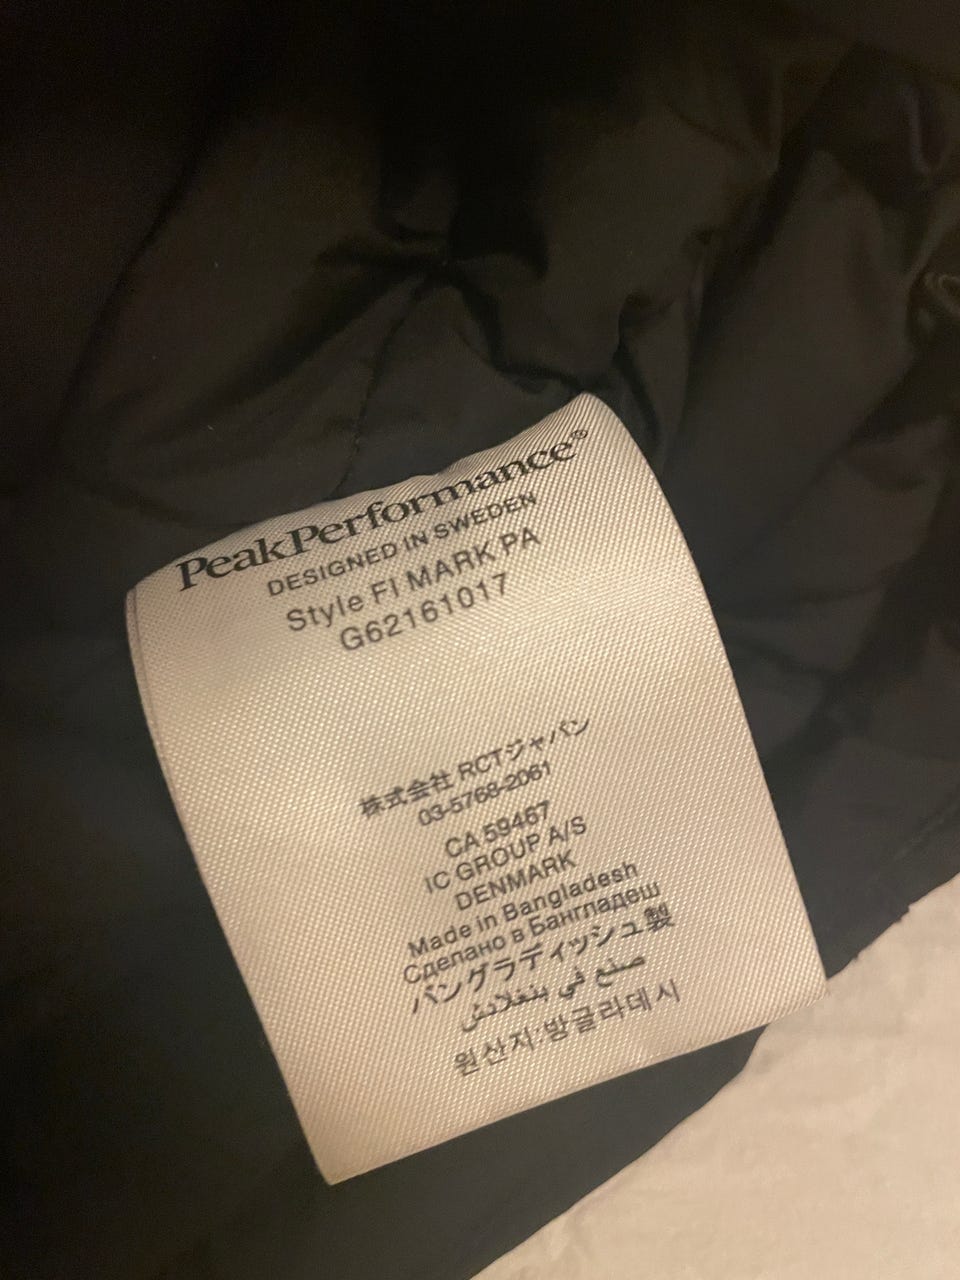 PeakPerformance®
DESIGNED IN SWEDEN
Style FI MARK PA
G62161017
株式会社 RCTジャパン
03-5768-2061
CA 59467
IC GROUP A/S
DENMARK
Made in Bangladesh
Сделано в Бангладеш
バングラディッシュ製
صنع في بنغلادش
원산지:방글라데시